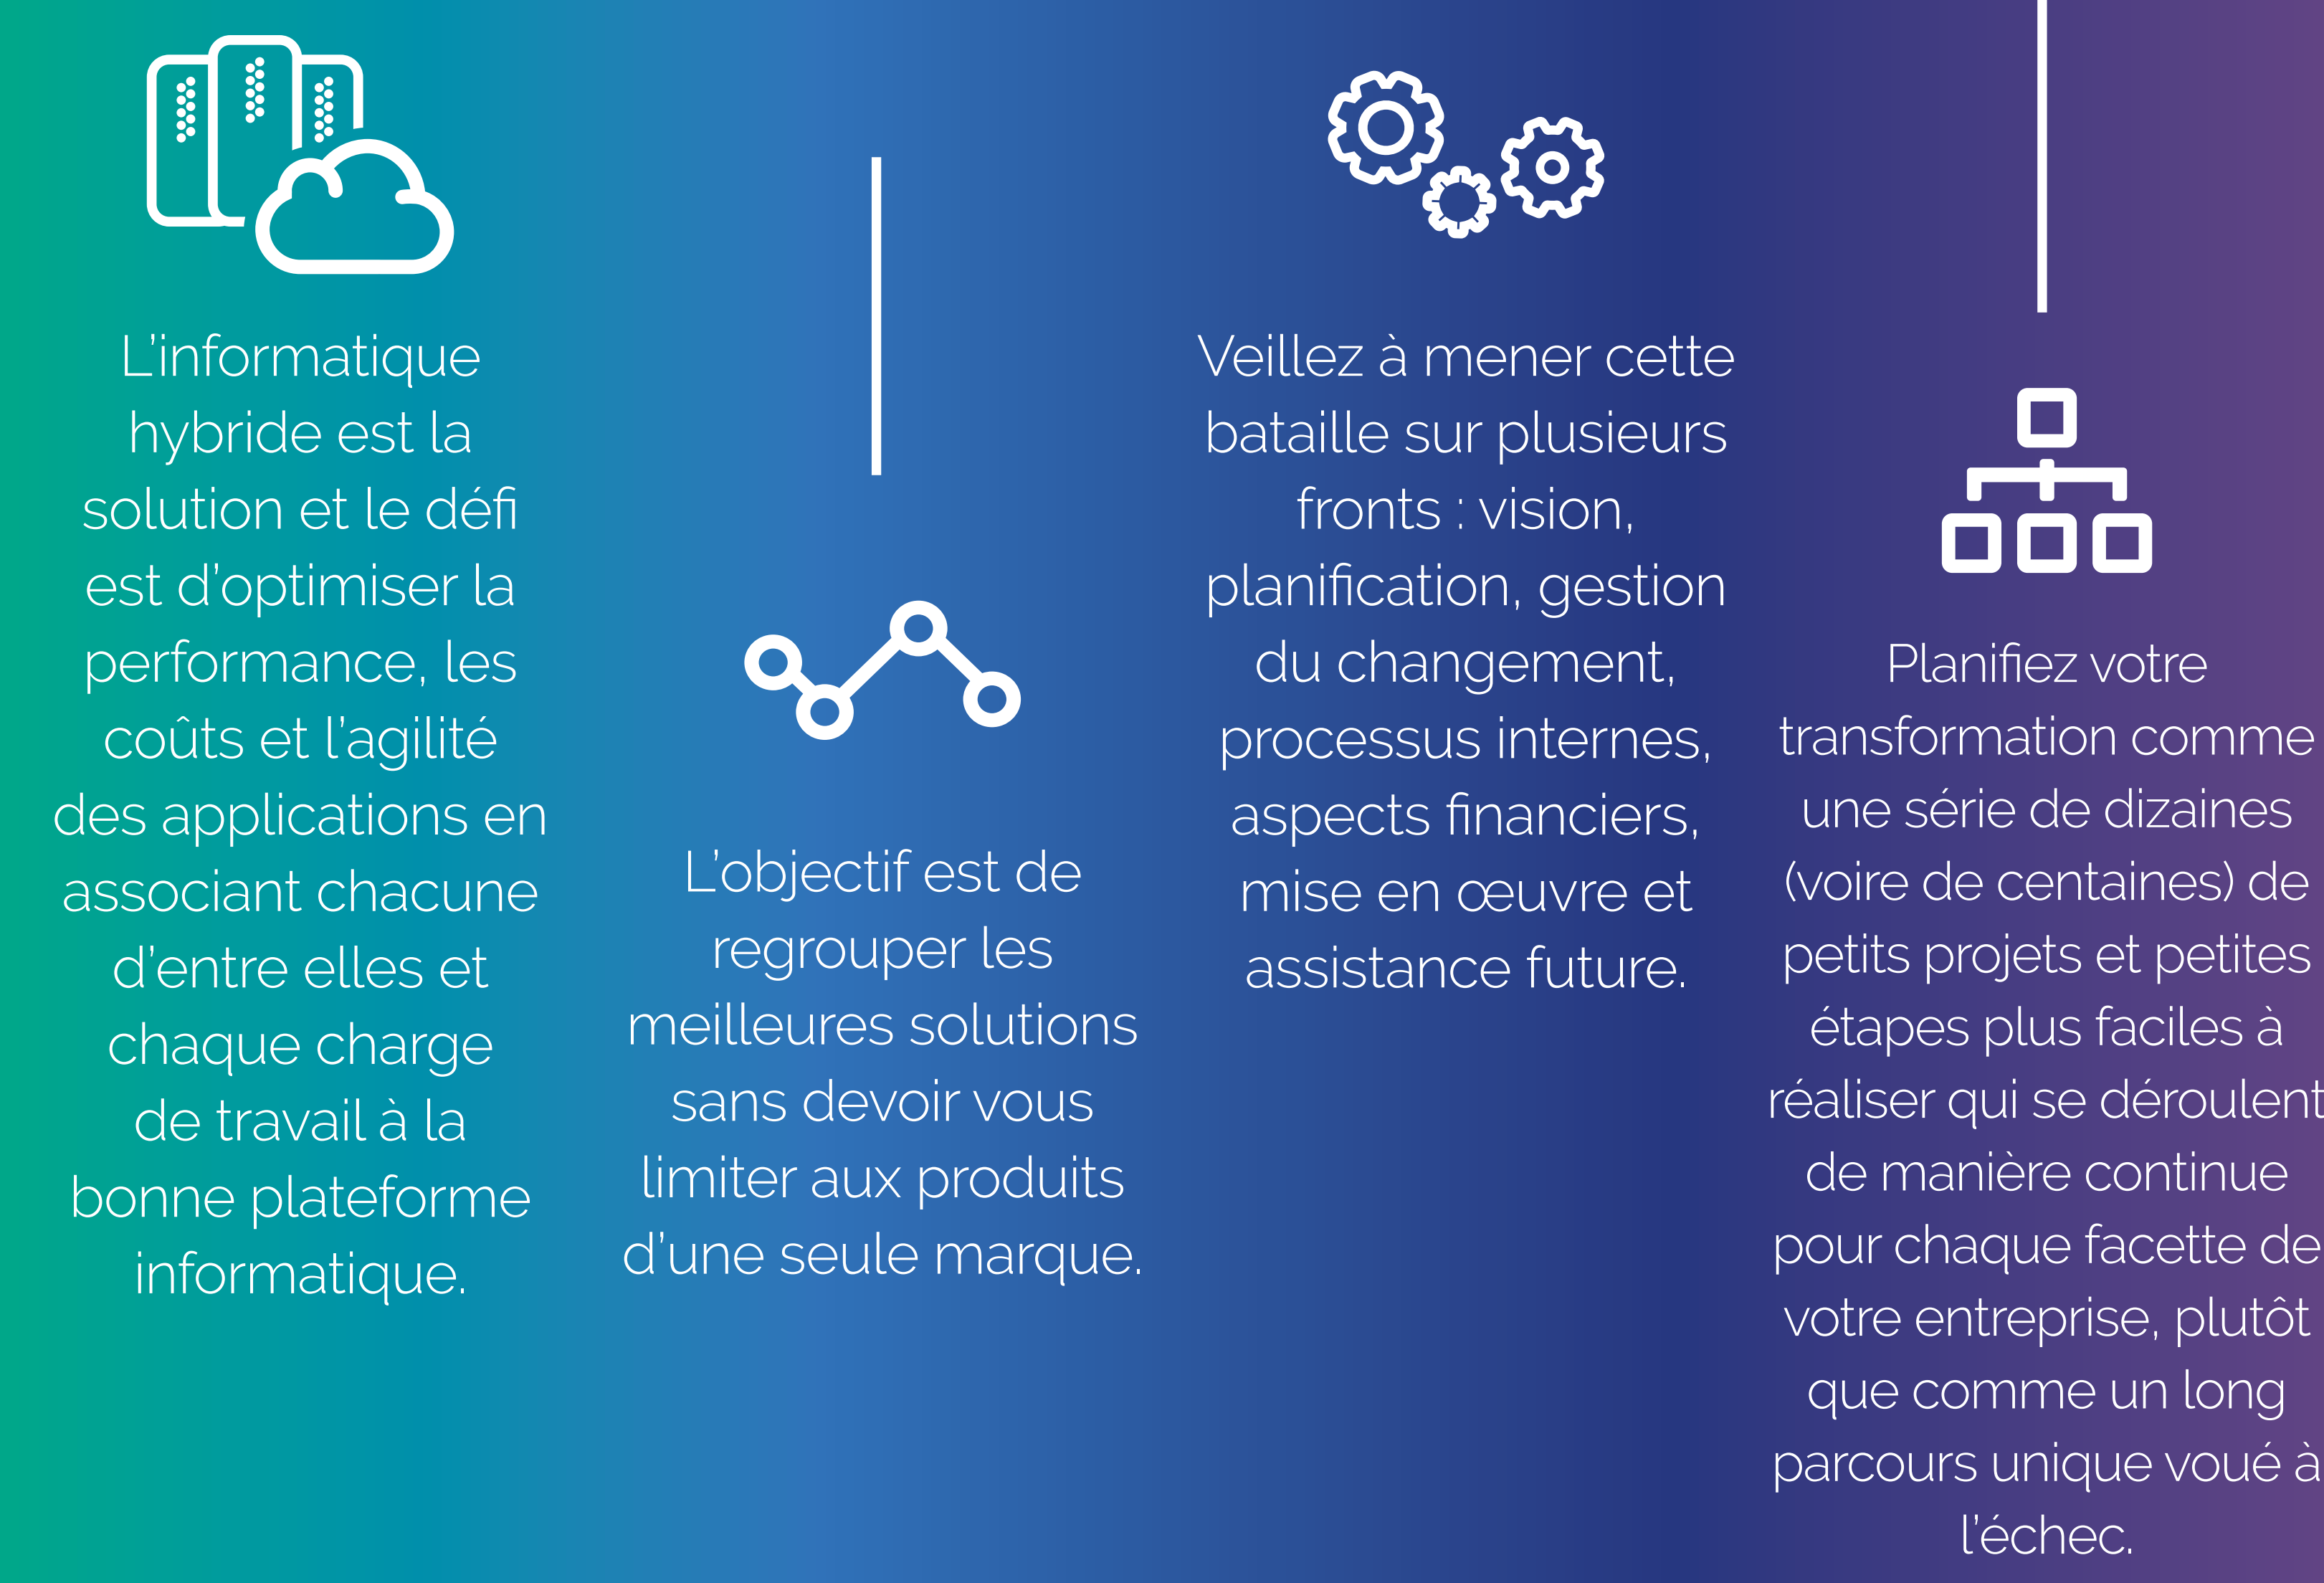 L’informatique
hybride est la
solution et le défi
est d’optimiser la
performance, les
coûts et l’agilité
des applications en
associant chacune
d’entre elles et
chaque charge
de travail à la
bonne plateforme
informatique.
L’objectif est de
regrouper les
meilleures solutions
sans devoir vous
limiter aux produits
d’une seule marque.
Veillez à mener cette
bataille sur plusieurs
fronts : vision,
planification, gestion
du changement,
processus internes,
aspects financiers,
mise en œuvre et
assistance future.
Planifiez votre
transformation comme
une série de dizaines
(voire de centaines) de
petits projets et petites
étapes plus faciles à
réaliser qui se déroulent
de manière continue
pour chaque facette de
votre entreprise, plutôt
que comme un long
parcours unique voué à
l’échec.